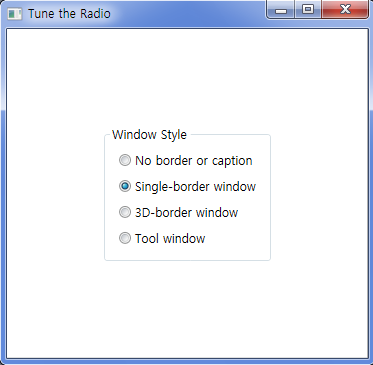 Tune the Radio
Window Style
No border or caption
Single-border window
3D-border window
Tool window